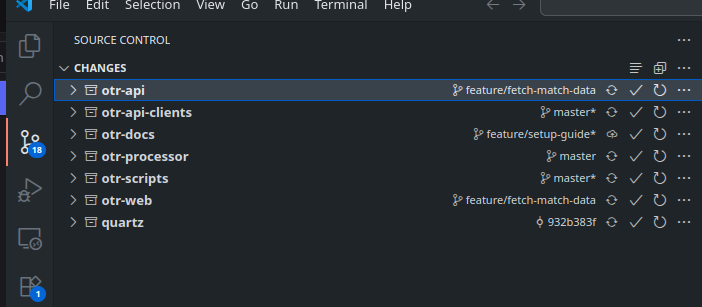 File Edit Selection View Go Run Terminal Help
SOURCE CONTROL
CHANGES
otr-api feature/fetch-match-data
otr-api-clients master*
otr-docs feature/setup-guide*
otr-processor master
otr-scripts master*
otr-web feature/fetch-match-data
quartz 932b383f
18
1